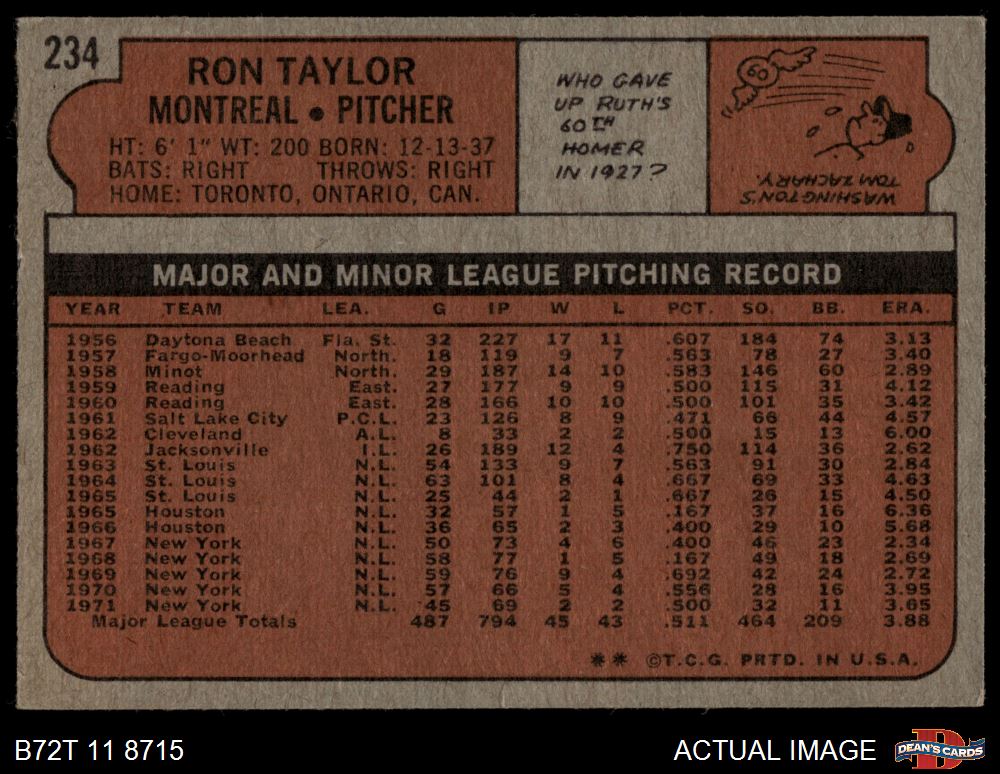 234
RON TAYLOR
MONTREAL • PITCHER
HT: 6' 1" WT: 200 BORN: 12-13-37
BATS: RIGHT THROWS: RIGHT
HOME: TORONTO, ONTARIO, CAN.
WHO GAVE
UP RUTH'S
60TH
HOMER
IN 1927?
WASHINGTON'S
TOM ZACHARY.
MAJOR AND MINOR LEAGUE PITCHING RECORD
YEAR TEAM LEA. G IP W L PCT. SO. BB. ERA.
1956 Daytona Beach Fla. St. 32 227 17 11 .607 184 74 3.13
1957 Fargo-Moorhead North. 18 119 9 7 .563 78 27 3.40
1958 Minot North. 29 187 14 10 .583 146 60 2.89
1959 Reading East. 27 177 9 9 .500 115 31 4.12
1960 Reading East. 28 166 10 10 .500 101 35 3.42
1961 Salt Lake City P.C.L. 23 126 8 9 .471 66 44 4.57
1962 Cleveland A.L. 8 33 2 2 .500 15 13 6.00
1962 Jacksonville I.L. 26 189 12 4 .750 114 36 2.62
1963 St. Louis N.L. 54 133 9 7 .563 91 30 2.84
1964 St. Louis N.L. 63 101 8 4 .667 69 33 4.63
1965 St. Louis N.L. 25 44 2 1 .667 26 15 4.50
1965 Houston N.L. 32 57 1 5 .167 37 16 6.36
1966 Houston N.L. 36 65 2 3 .400 29 10 5.68
1967 New York N.L. 50 73 4 6 .400 46 23 2.34
1968 New York N.L. 58 77 1 5 .167 49 18 2.69
1969 New York N.L. 59 76 9 4 .692 42 24 2.72
1970 New York N.L. 57 66 5 4 .556 28 16 3.95
1971 New York N.L. 45 69 2 2 .500 32 11 3.65
Major League Totals 487 794 45 43 .511 464 209 3.88
** ©T.C.G. PRTD. IN U.S.A.
B72T 11 8715
ACTUAL IMAGE
D
DEAN'S CARDS